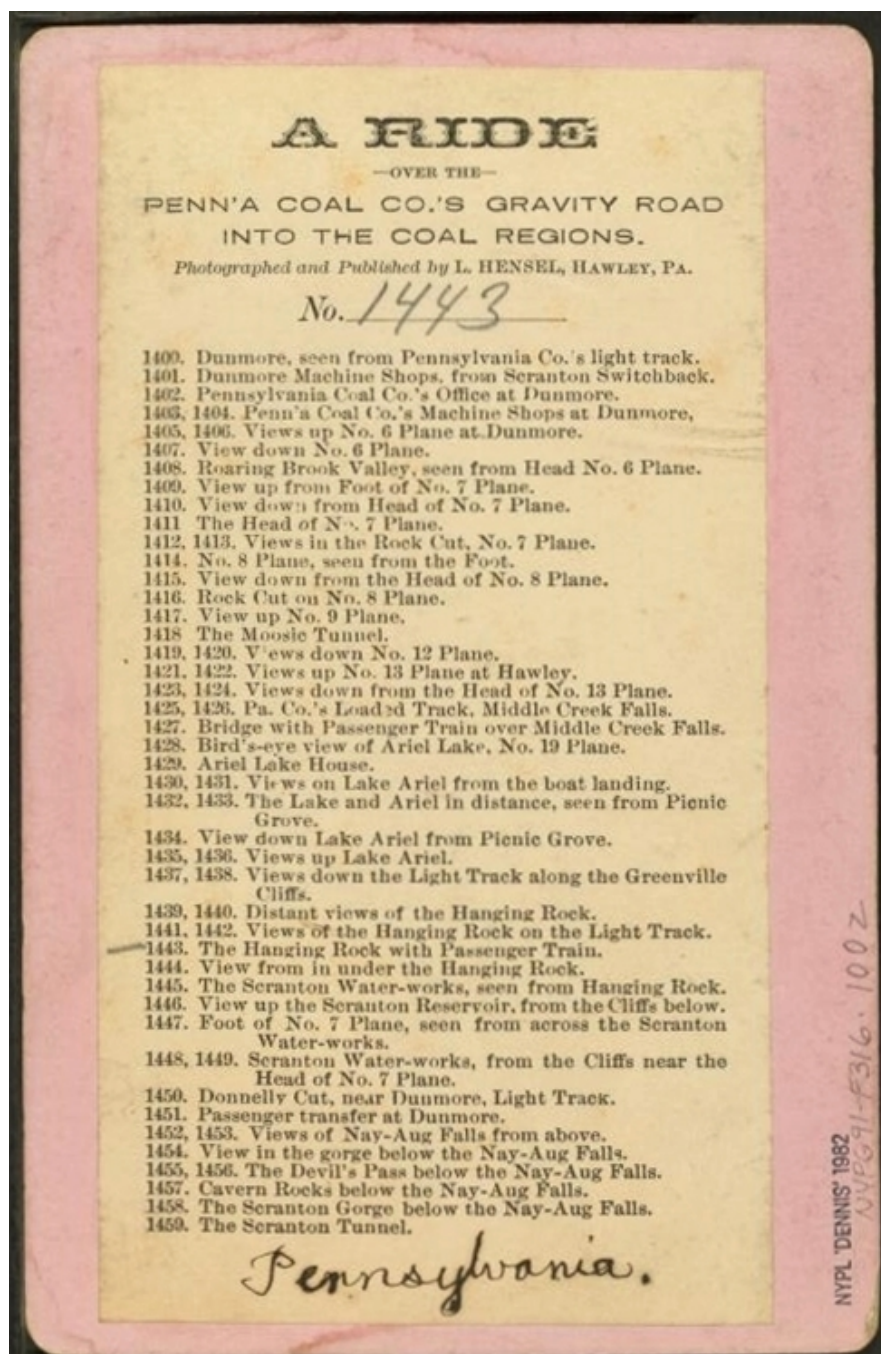 A RIDE
—OVER THE—
PENN'A COAL CO.'S GRAVITY ROAD
INTO THE COAL REGIONS.
Photographed and Published by L. HENSEL, HAWLEY, PA.
No. 1443
1400. Dunmore, seen from Pennsylvania Co.'s light track.
1401. Dunmore Machine Shops, from Scranton Switchback.
1402. Pennsylvania Coal Co.'s Office at Dunmore.
1403, 1404. Penn'a Coal Co.'s Machine Shops at Dunmore,
1405, 1406. Views up No. 6 Plane at Dunmore.
1407. View down No. 6 Plane.
1408. Roaring Brook Valley, seen from Head No. 6 Plane.
1409. View up from Foot of No. 7 Plane.
1410. View down from Head of No. 7 Plane.
1411 The Head of No. 7 Plane.
1412, 1413. Views in the Rock Cut, No. 7 Plane.
1414. No. 8 Plane, seen from the Foot.
1415. View down from the Head of No. 8 Plane.
1416. Rock Cut on No. 8 Plane.
1417. View up No. 9 Plane.
1418 The Moosic Tunnel.
1419, 1420. Views down No. 12 Plane.
1421, 1422. Views up No. 13 Plane at Hawley.
1423, 1424. Views down from the Head of No. 13 Plane.
1425, 1426. Pa. Co.'s Loaded Track, Middle Creek Falls.
1427. Bridge with Passenger Train over Middle Creek Falls.
1428. Bird's-eye view of Ariel Lake, No. 19 Plane.
1429. Ariel Lake House.
1430, 1431. Views on Lake Ariel from the boat landing.
1432, 1433. The Lake and Ariel in distance, seen from Picnic
Grove.
1434. View down Lake Ariel from Picnic Grove.
1435, 1436. Views up Lake Ariel.
1437, 1438. Views down the Light Track along the Greenville
Cliffs.
1439, 1440. Distant views of the Hanging Rock.
1441, 1442. Views of the Hanging Rock on the Light Track.
1443. The Hanging Rock with Passenger Train.
1444. View from in under the Hanging Rock.
1445. The Scranton Water-works, seen from Hanging Rock.
1446. View up the Scranton Reservoir, from the Cliffs below.
1447. Foot of No. 7 Plane, seen from across the Scranton
Water-works.
1448, 1449. Scranton Water-works, from the Cliffs near the
Head of No. 7 Plane.
1450. Donnelly Cut, near Dunmore, Light Track.
1451. Passenger transfer at Dunmore.
1452, 1453. Views of Nay-Aug Falls from above.
1454. View in the gorge below the Nay-Aug Falls.
1455, 1456. The Devil's Pass below the Nay-Aug Falls.
1457. Cavern Rocks below the Nay-Aug Falls.
1458. The Scranton Gorge below the Nay-Aug Falls.
1459. The Scranton Tunnel.
Pennsylvania.
NYPL 'DENNIS' 1982
NYPG91-F316. 100Z